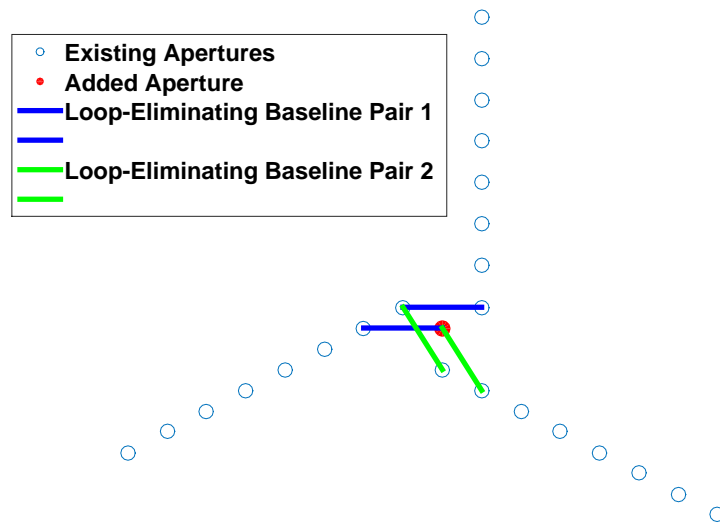 Existing Apertures
Added Aperture
Loop-Eliminating Baseline Pair 1
Loop-Eliminating Baseline Pair 2